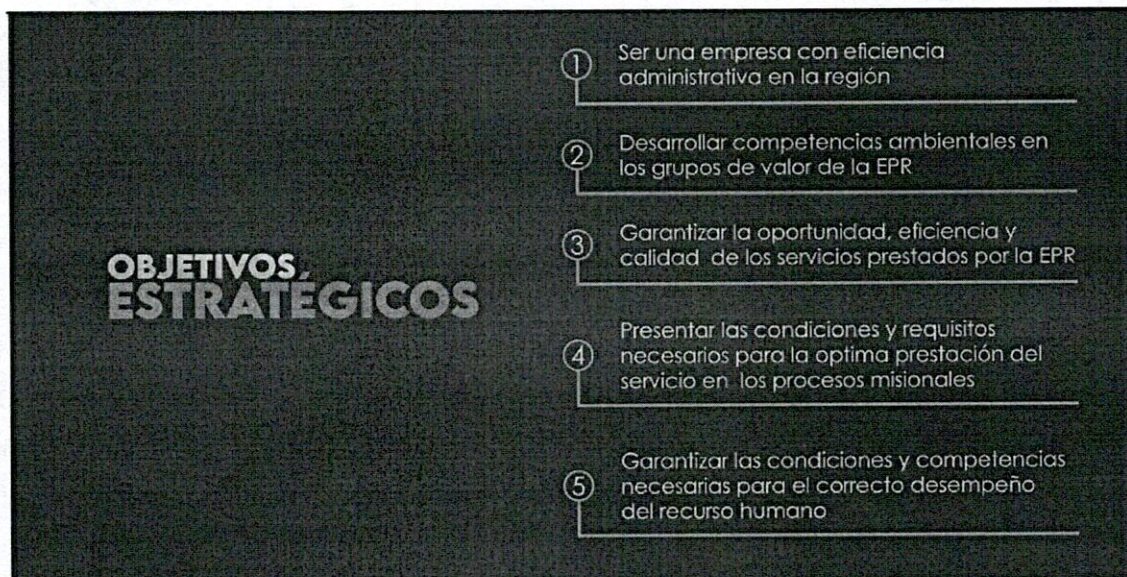 OBJETIVOS
ESTRATÉGICOS
1
Ser una empresa con eficiencia
administrativa en la región
2
Desarrollar competencias ambientales en
los grupos de valor de la EPR
3
Garantizar la oportunidad, eficiencia y
calidad de los servicios prestados por la EPR
4
Presentar las condiciones y requisitos
necesarios para la optima prestación del
servicio en los procesos misionales
5
Garantizar las condiciones y competencias
necesarias para el correcto desempeño
del recurso humano